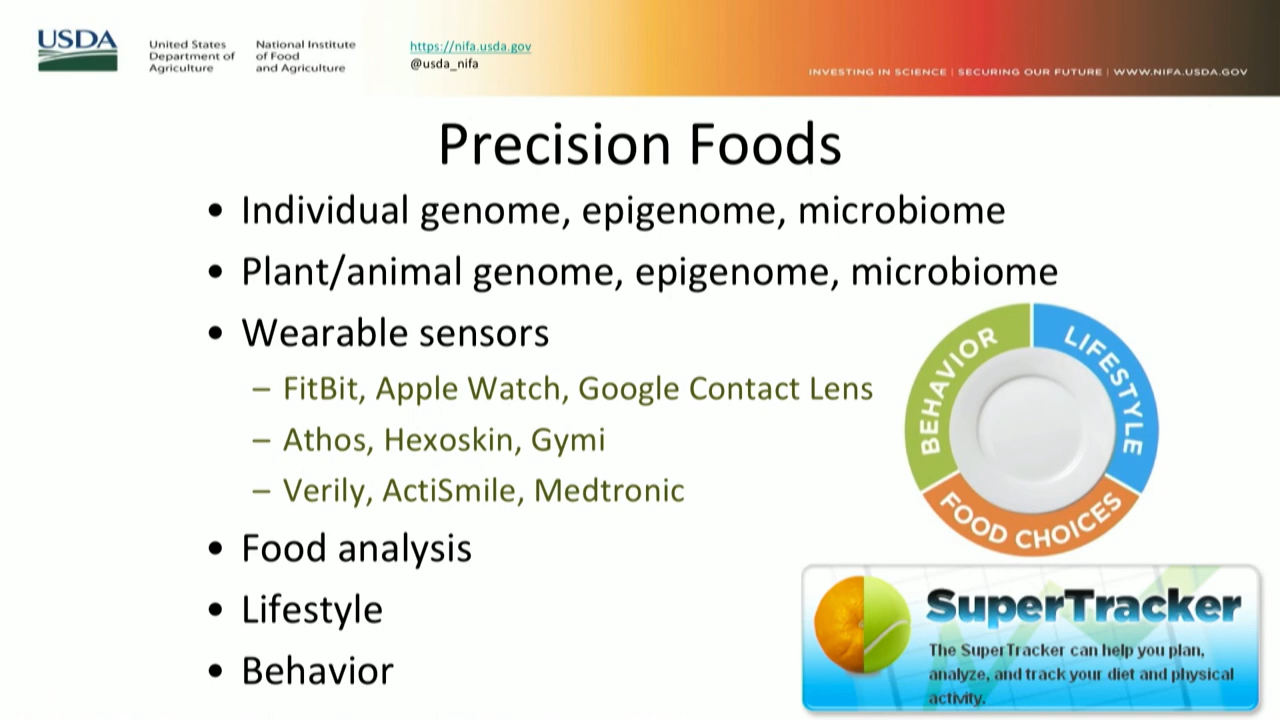 USDA
United States
Department of
Agriculture
National Institute
of Food
and Agriculture
https://nifa.usda.gov
@usda_nifa
INVESTING IN SCIENCE | SECURING OUR FUTURE | WWW.NIFA.USDA.GOV
Precision Foods
• Individual genome, epigenome, microbiome
• Plant/animal genome, epigenome, microbiome
• Wearable sensors
– FitBit, Apple Watch, Google Contact Lens
– Athos, Hexoskin, Gymi
– Verily, ActiSmile, Medtronic
• Food analysis
• Lifestyle
• Behavior
BEHAVIOR
LIFESTYLE
FOOD CHOICES
SuperTracker
The SuperTracker can help you plan,
analyze, and track your diet and physical
activity.